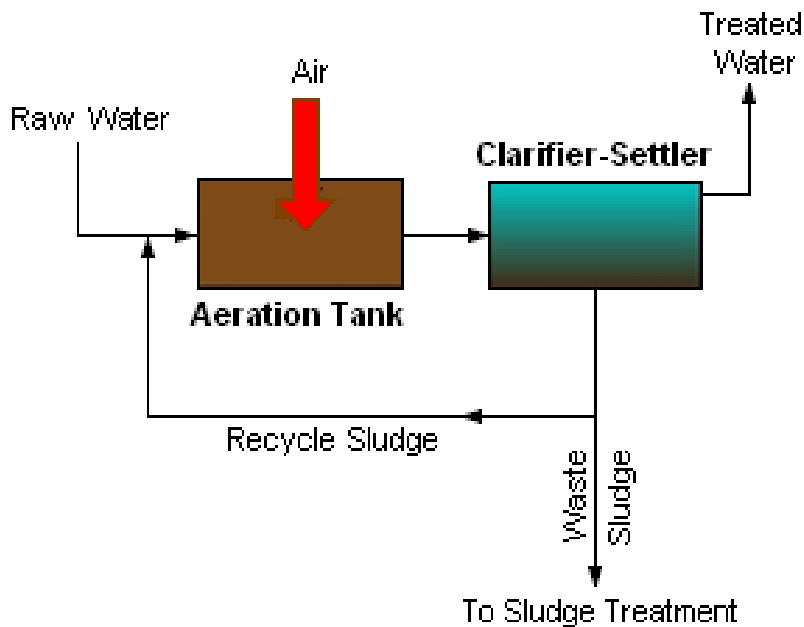 Treated
Water
Air
Raw Water
Clarifier-Settler
Aeration Tank
Recycle Sludge
Waste
Sludge
To Sludge Treatment